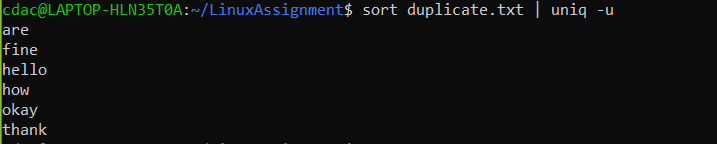 cdac@LAPTOP-HLN35T0A:~/LinuxAssignment$ sort duplicate.txt | uniq -u
are
fine
hello
how
okay
thank